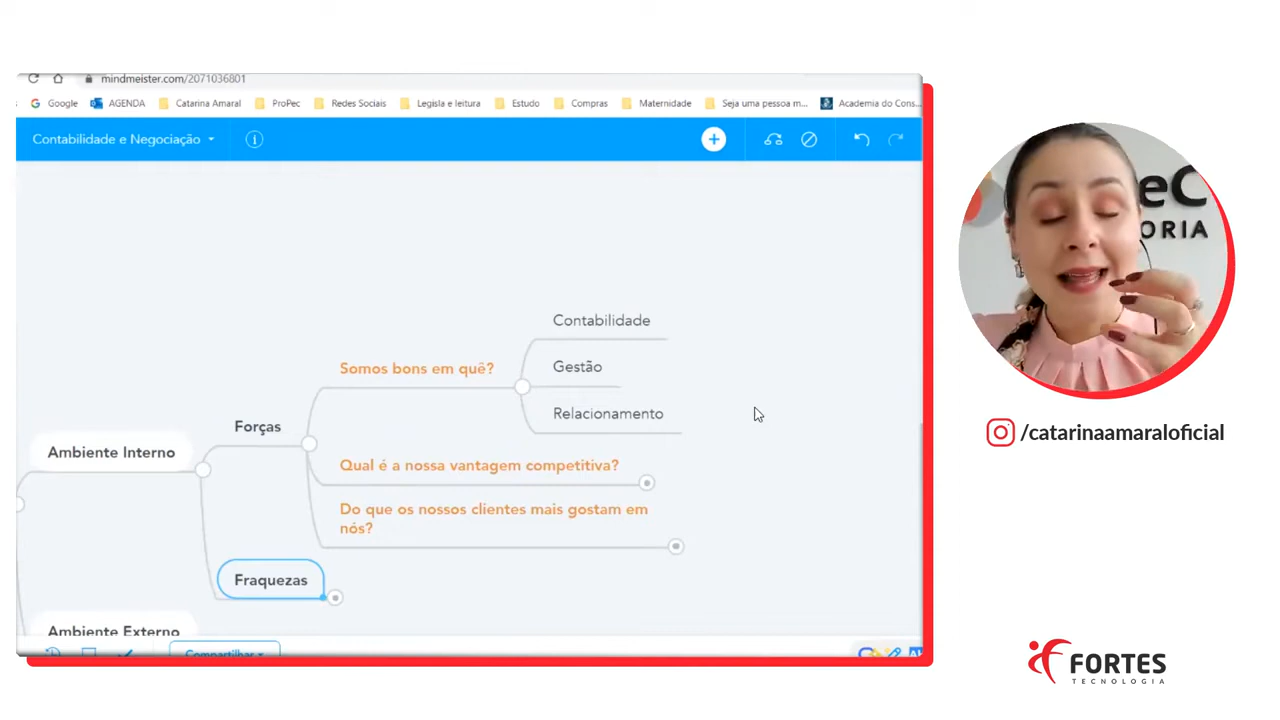 mindmeister.com/2071036801
Google AGENDA Catarina Amaral ProPec Redes Sociais Legisla e leitura Estudo Compras Maternidade Seja uma pessoa m... Academia do Cons...
Contabilidade e Negociação
Contabilidade
Somos bons em quê?
Gestão
Relacionamento
Forças
Ambiente Interno
Qual é a nossa vantagem competitiva?
Do que os nossos clientes mais gostam em
nós?
Fraquezas
Ambiente Externo
Compartilhar
eC
ORIA
/catarinaamaraloficial
FORTES
TECNOLOGIA